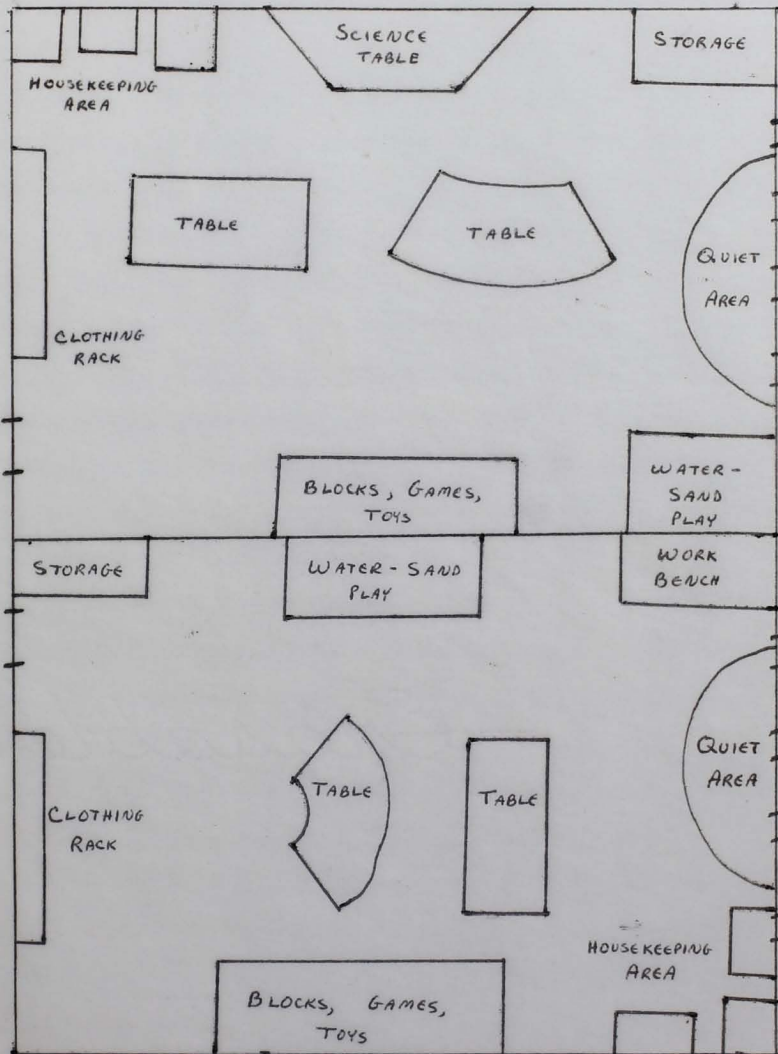 SCIENCE
TABLE
STORAGE
HOUSEKEEPING
AREA
TABLE
TABLE
QUIET
AREA
CLOTHING
RACK
BLOCKS, GAMES,
TOYS
WATER-
SAND
PLAY
STORAGE
WATER-SAND
PLAY
WORK
BENCH
TABLE
TABLE
QUIET
AREA
CLOTHING
RACK
HOUSEKEEPING
AREA
BLOCKS, GAMES,
TOYS